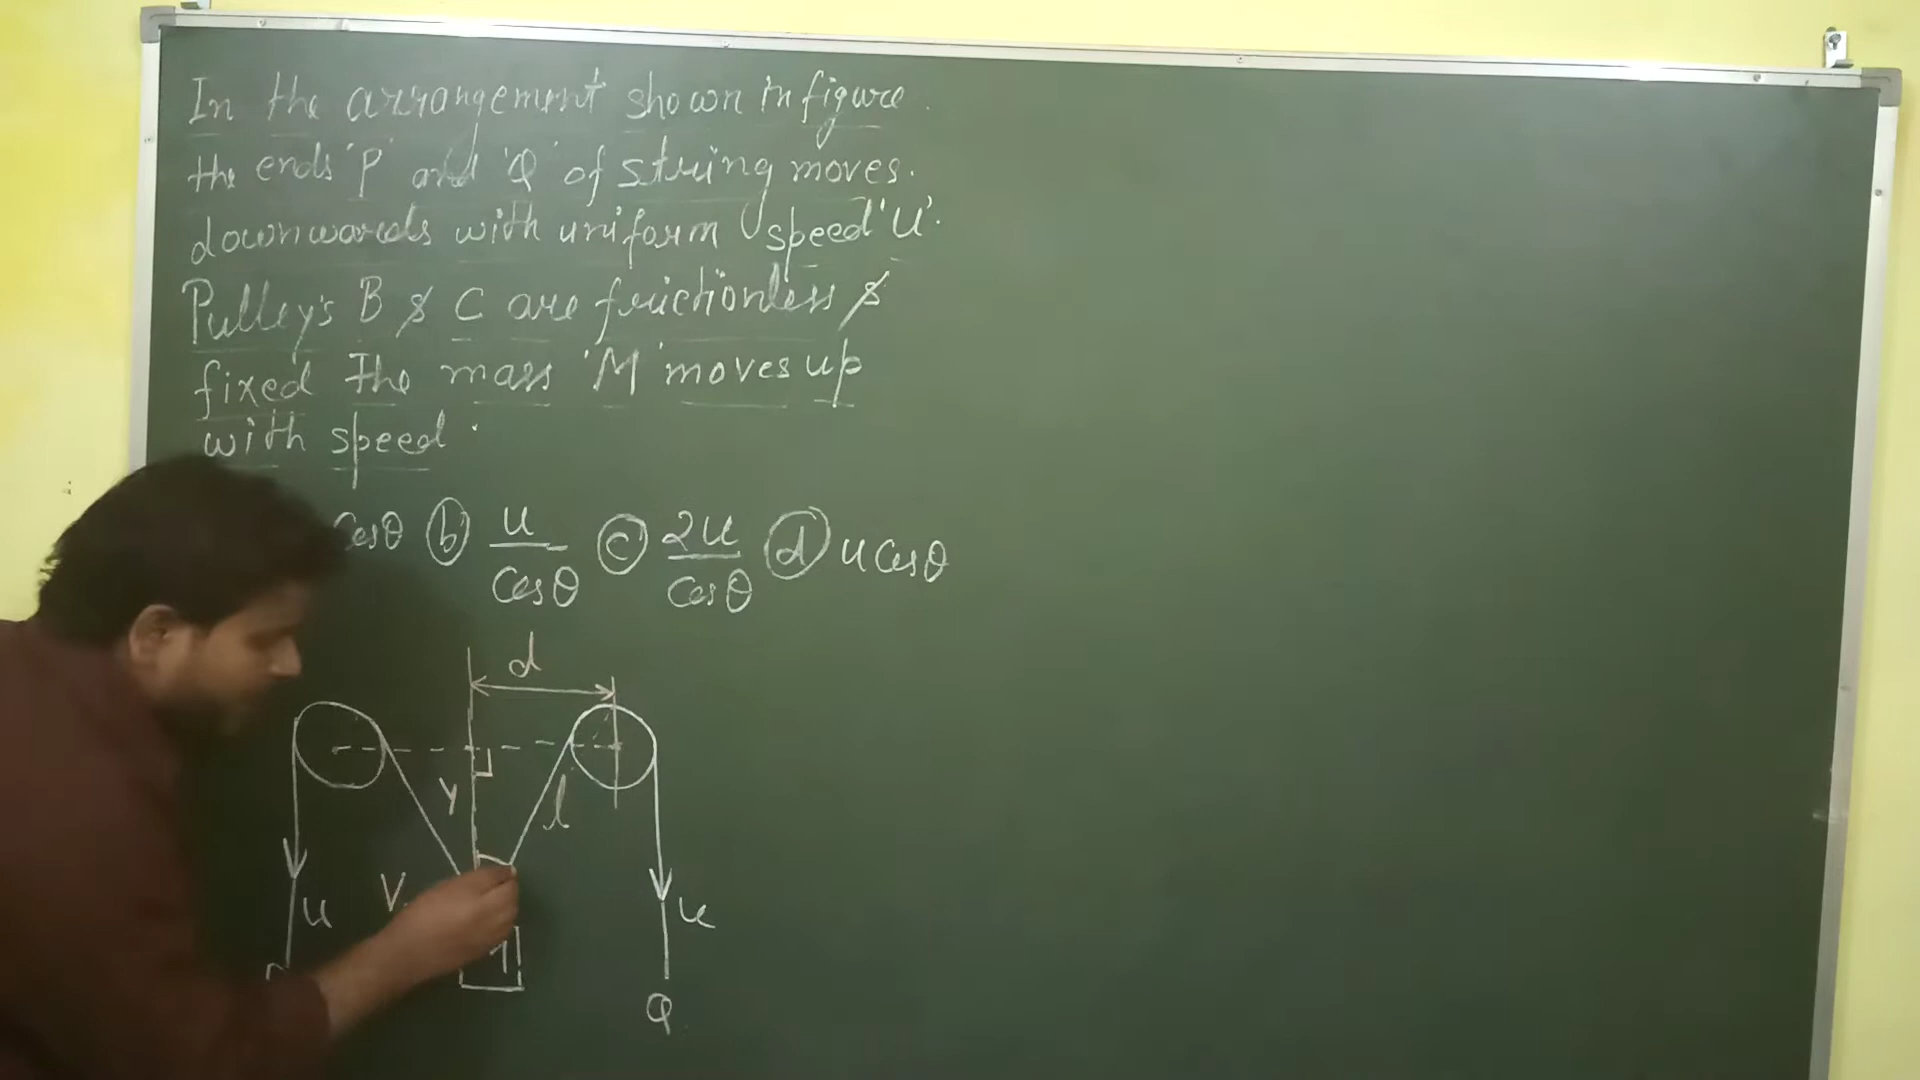 In the arrangement shown in figure.
the ends 'P' and 'Q' of string moves.
downwards with uniform speed 'U'.
Pulley's B & C are frictionless &
fixed The mass 'M' moves up
with speed.
Cosθ (b) u/Cosθ (c) 2u/Cosθ (d) u Cosθ
d
y
l
V
u
u
Q